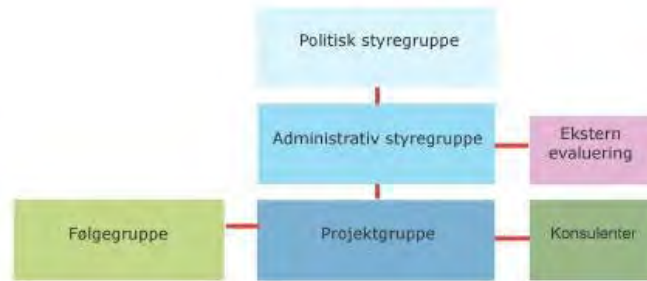 Politisk styregruppe
Administrativ styregruppe
Ekstern
evaluering
Følgegruppe
Projektgruppe
Konsulenter